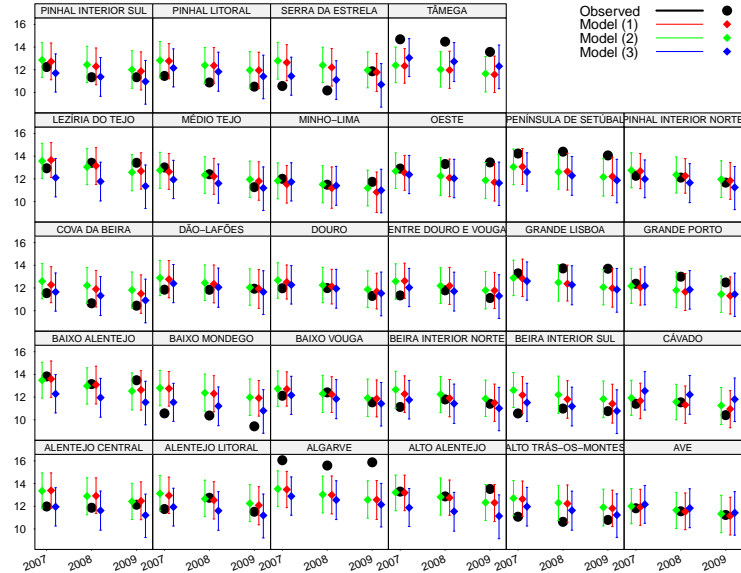 PINHAL INTERIOR SUL PINHAL LITORAL SERRA DA ESTRELA TÂMEGA
Observed
Model (1)
Model (2)
Model (3)
16
14
12
10
LEZÍRIA DO TEJO MÉDIO TEJO MINHO−LIMA OESTE PENÍNSULA DE SETÚBAL PINHAL INTERIOR NORTE
16
14
12
10
COVA DA BEIRA DÃO−LAFÕES DOURO ENTRE DOURO E VOUGA GRANDE LISBOA GRANDE PORTO
16
14
12
10
BAIXO ALENTEJO BAIXO MONDEGO BAIXO VOUGA BEIRA INTERIOR NORTE BEIRA INTERIOR SUL CÁVADO
16
14
12
10
ALENTEJO CENTRAL ALENTEJO LITORAL ALGARVE ALTO ALENTEJO ALTO TRÁS−OS−MONTES AVE
16
14
12
10
2007 2008 2009 2007 2008 2009 2007 2008 2009 2007 2008 2009 2007 2008 2009 2007 2008 2009